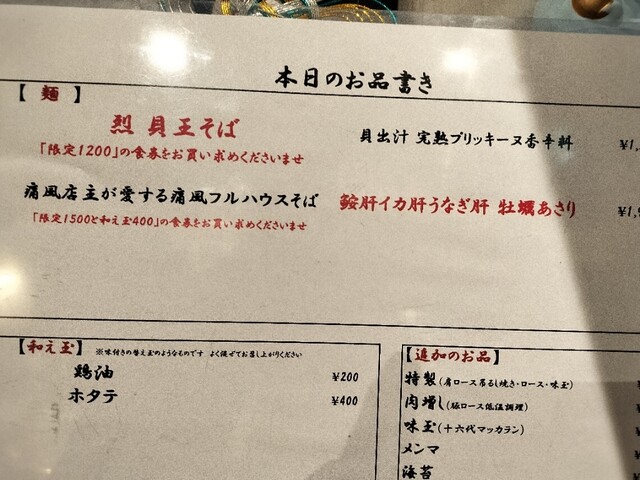 本日のお品書き
【麺】
烈 貝王そば 貝出汁 完熟プリッキーヌ香辛料 ¥1,
「限定1200」の食券をお買い求めくださいませ
痛風店主が愛する痛風フルハウスそば 鮟肝イカ肝うなぎ肝 牡蠣あさり ¥1,
「限定1500と和え玉400」の食券をお買い求めくださいませ
【和え玉】 ※味付きの替え玉のようなものです よく混ぜてお召し上がりください
鶏油 ¥200
ホタテ ¥400
【追加のお品】
特製(肩ロース吊るし焼き・ロース・味玉)
肉増し(豚ロース低温調理)
味玉(十六代マッカラン)
メンマ
海苔